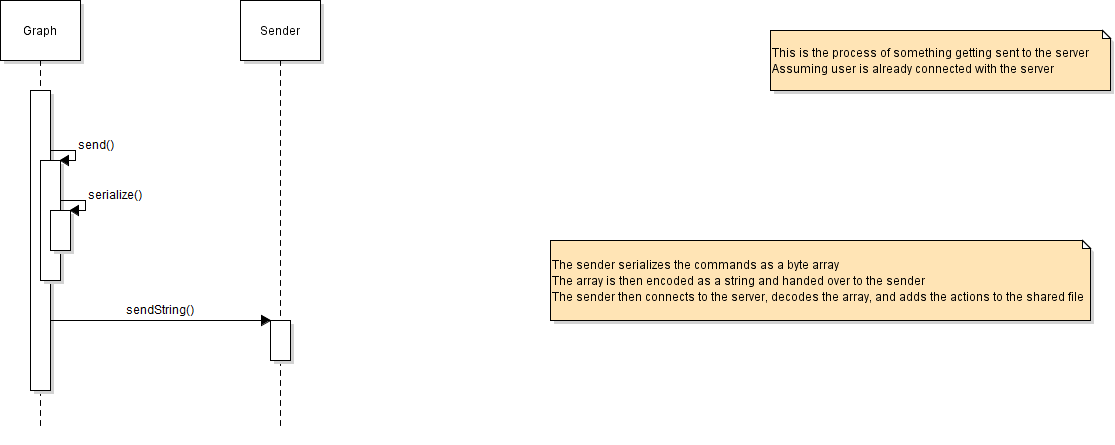 Graph
Sender
This is the process of something getting sent to the server
Assuming user is already connected with the server
send()
serialize()
The sender serializes the commands as a byte array
The array is then encoded as a string and handed over to the sender
The sender then connects to the server, decodes the array, and adds the actions to the shared file
sendString()